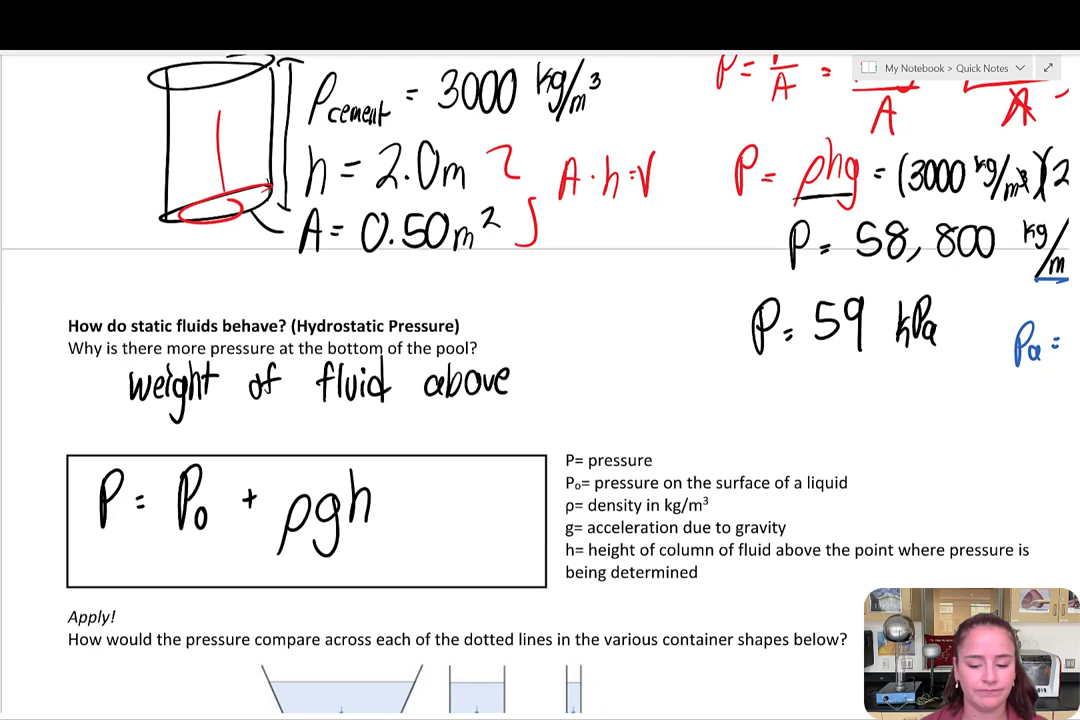 My Notebook > Quick Notes
ρcement = 3000 kg/m³
h = 2.0m
A = 0.50m²
A·h=V
A = =
A A
P= ρhg = (3000 kg/m³)(2
P= 58,800 kg/m
P= 59 kPa
Pa =
How do static fluids behave? (Hydrostatic Pressure)
Why is there more pressure at the bottom of the pool?
weight of fluid above
P = P₀ + ρgh
P= pressure
P₀= pressure on the surface of a liquid
ρ= density in kg/m³
g= acceleration due to gravity
h= height of column of fluid above the point where pressure is
being determined
Apply!
How would the pressure compare across each of the dotted lines in the various container shapes below?